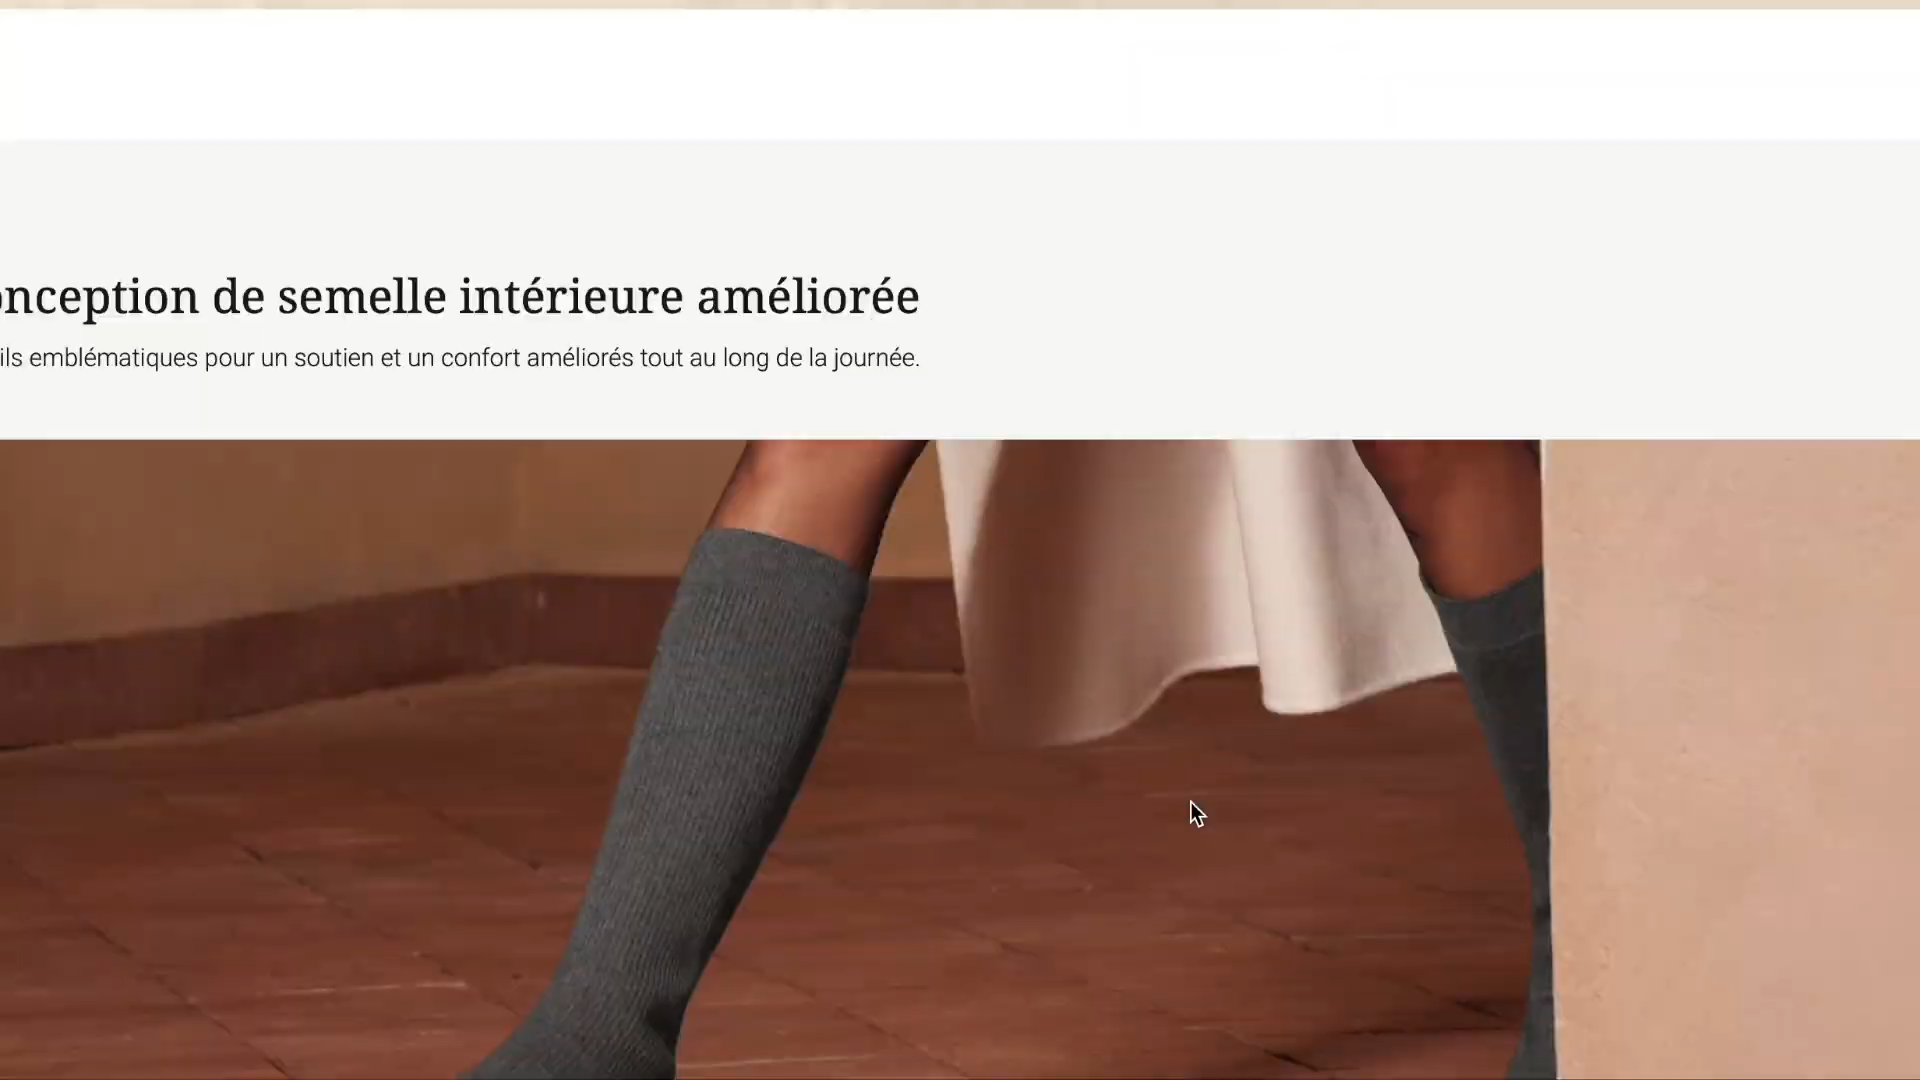 onception de semelle intérieure améliorée
ils emblématiques pour un soutien et un confort améliorés tout au long de la journée.